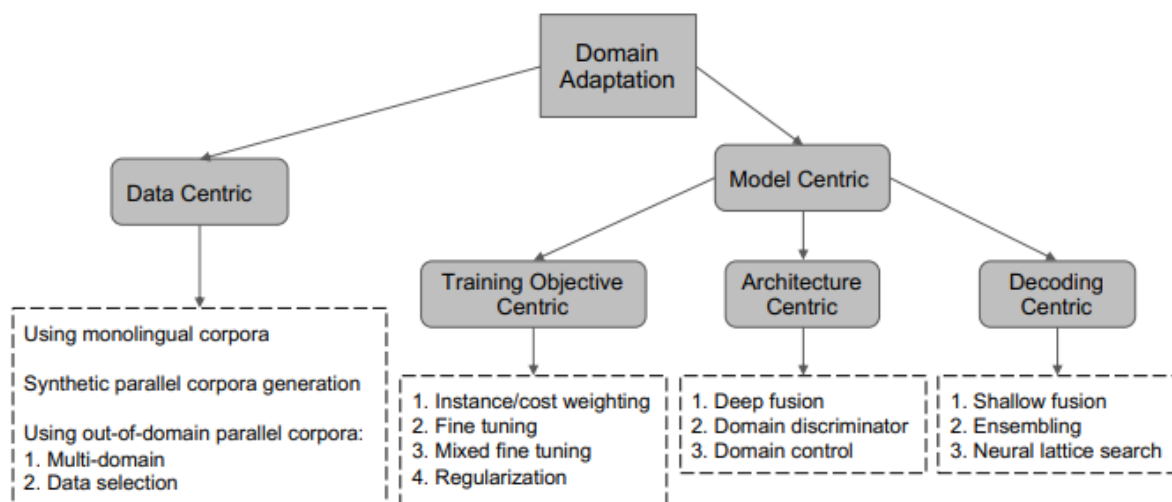 Domain
Adaptation
Data Centric
Model Centric
Training Objective
Centric
Architecture
Centric
Decoding
Centric
Using monolingual corpora
Synthetic parallel corpora generation
Using out-of-domain parallel corpora:
1. Multi-domain
2. Data selection
1. Instance/cost weighting
2. Fine tuning
3. Mixed fine tuning
4. Regularization
1. Deep fusion
2. Domain discriminator
3. Domain control
1. Shallow fusion
2. Ensembling
3. Neural lattice search